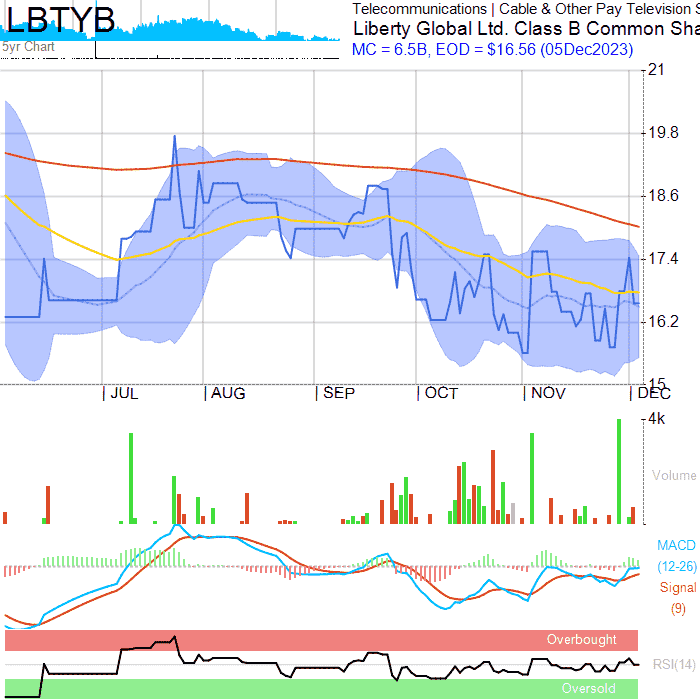 LBTYB
Telecommunications | Cable & Other Pay Television S
Liberty Global Ltd. Class B Common Sha
MC = 6.5B, EOD = $16.56 (05Dec2023)
5yr Chart
21
19.8
18.6
17.4
16.2
15
| JUL | AUG | SEP | OCT | NOV | DEC
4k
Volume
MACD
(12-26)
Signal
(9)
Overbought
RSI(14)
Oversold